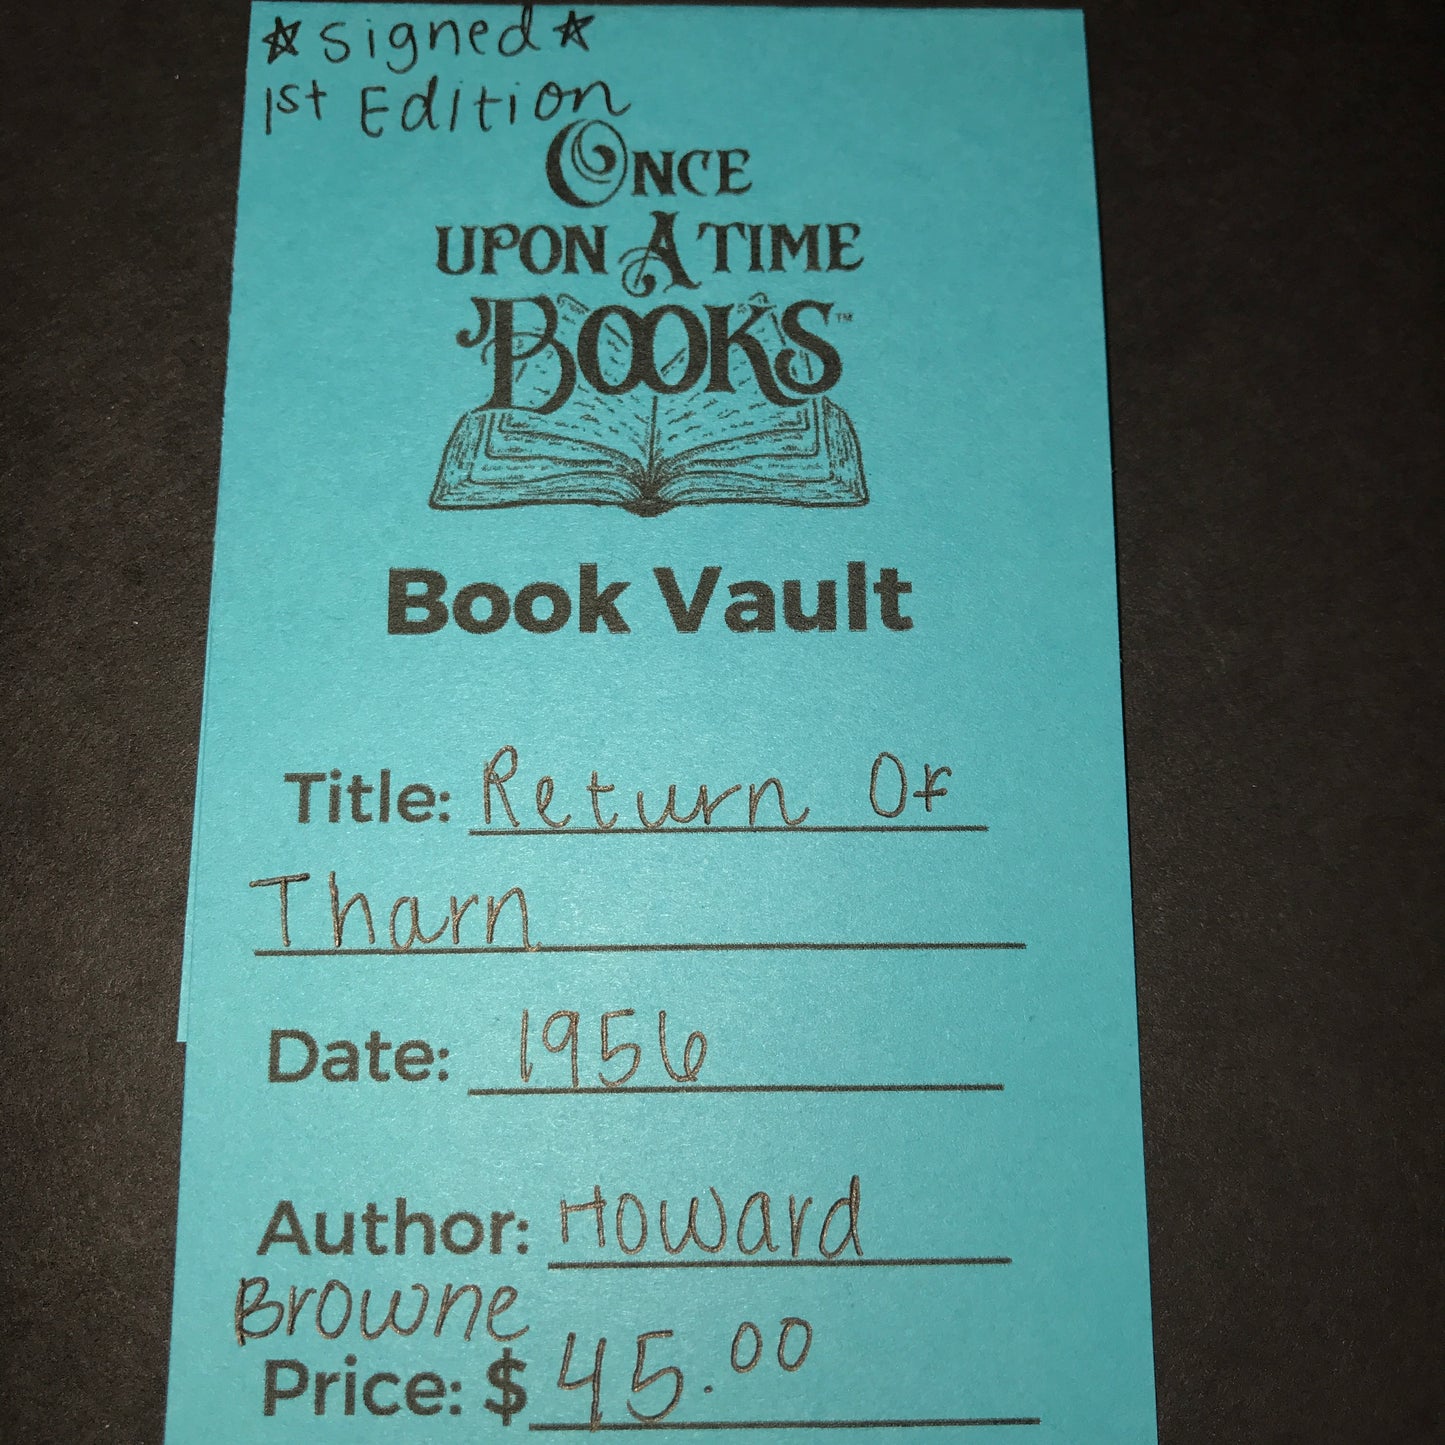 ☆Signed☆
1st Edition
ONCE
UPON A TIME
BOOKS™
Book Vault
Title: Return Of
Tharn
Date: 1956
Author: Howard
Browne
Price: $45.00